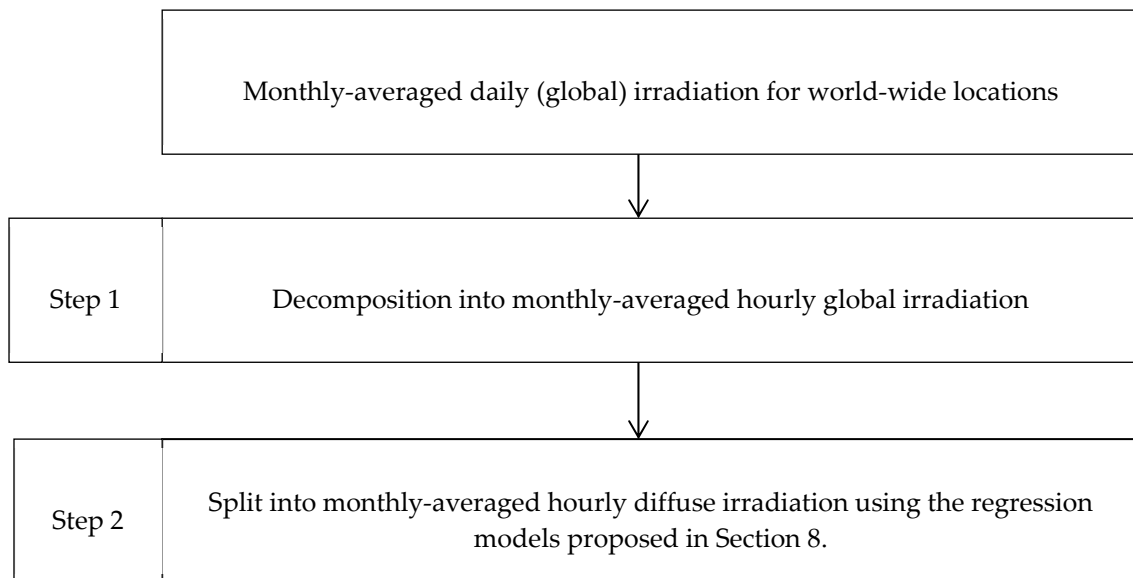 Monthly-averaged daily (global) irradiation for world-wide locations
Step 1
Decomposition into monthly-averaged hourly global irradiation
Step 2
Split into monthly-averaged hourly diffuse irradiation using the regression
models proposed in Section 8.